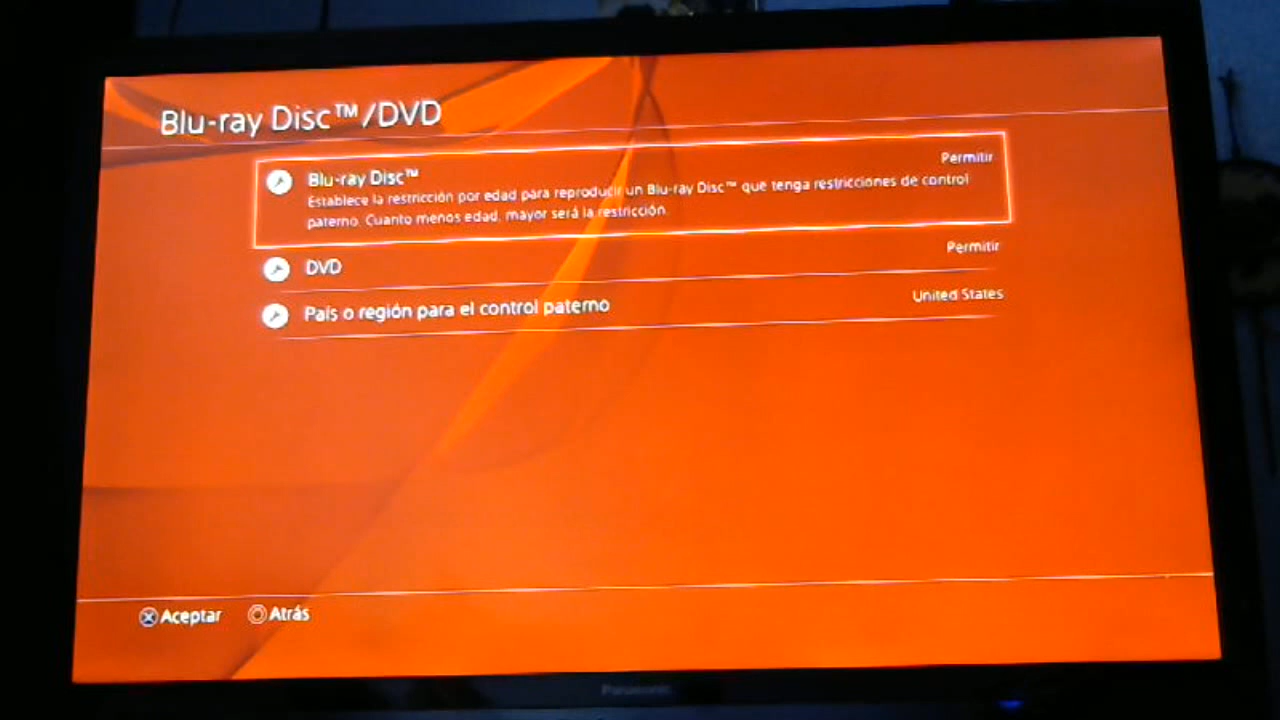 Blu-ray Disc™/DVD
Blu-ray Disc™ Permitir
Establece la restricción por edad para reproducir un Blu-ray Disc™ que tenga restricciones de control
paterno. Cuanto menos edad, mayor será la restricción.
DVD Permitir
País o región para el control paterno United States
Aceptar Atrás
Panasonic